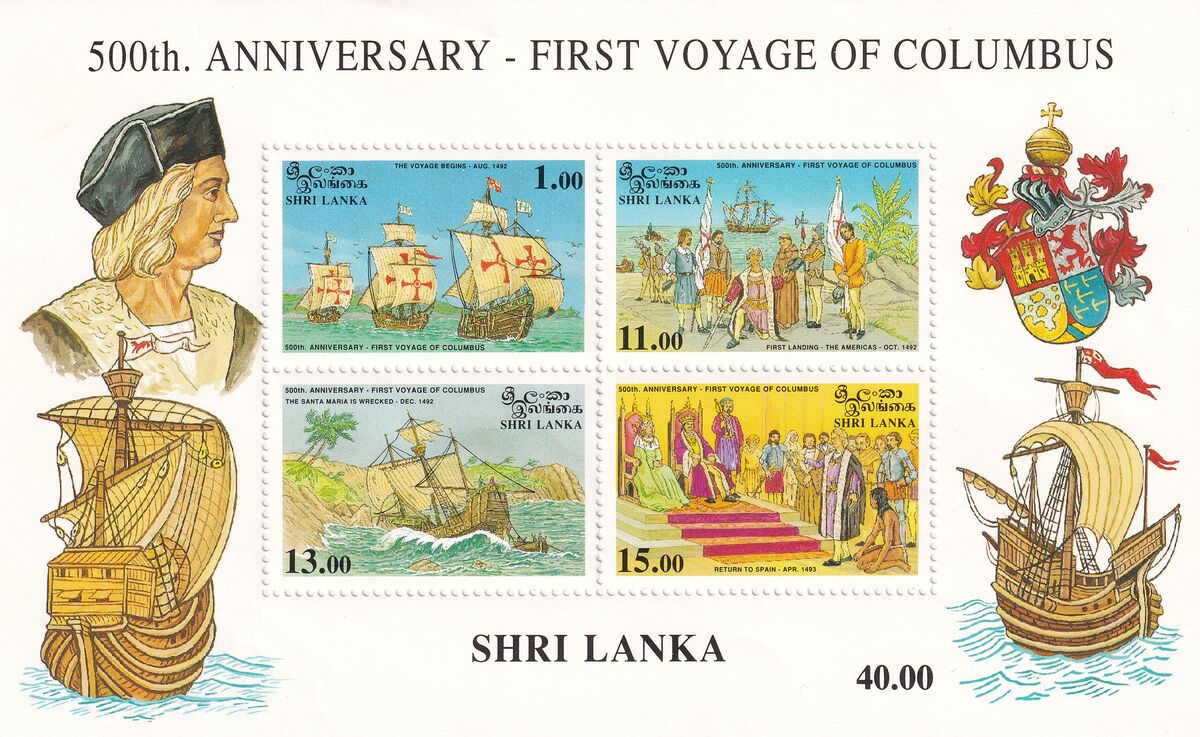 500th. ANNIVERSARY - FIRST VOYAGE OF COLUMBUS
THE VOYAGE BEGINS - AUG. 1492
ශ්‍රී ලංකා
இலங்கை
SHRI LANKA
1.00
500th. ANNIVERSARY - FIRST VOYAGE OF COLUMBUS
500th. ANNIVERSARY - FIRST VOYAGE OF COLUMBUS
ශ්‍රී ලංකා
இலங்கை
SHRI LANKA
11.00
FIRST LANDING - THE AMERICAS - OCT. 1492
500th. ANNIVERSARY - FIRST VOYAGE OF COLUMBUS
THE SANTA MARIA IS WRECKED - DEC. 1492
ශ්‍රී ලංකා
இலங்கை
SHRI LANKA
13.00
500th. ANNIVERSARY - FIRST VOYAGE OF COLUMBUS
ශ්‍රී ලංකා
இலங்கை
SHRI LANKA
15.00
RETURN TO SPAIN - APR. 1493
SHRI LANKA
40.00